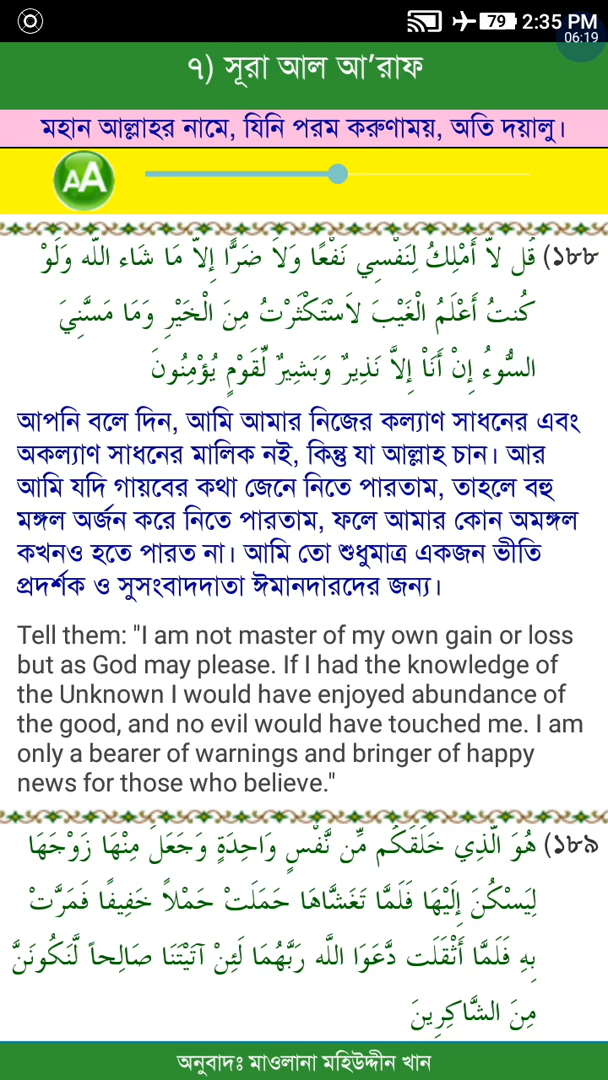 79 2:35 PM
06:19
৭) সূরা আল আ’রাফ
মহান আল্লাহর নামে, যিনি পরম করুণাময়, অতি দয়ালু।
AA
১৮৮) قُل لاَّ أَمْلِكُ لِنَفْسِي نَفْعًا وَلاَ ضَرًّا إِلاَّ مَا شَاء اللّه وَلَوْ
كُنتُ أَعْلَمُ الْغَيْبَ لاَسْتَكْثَرْتُ مِنَ الْخَيْرِ وَمَا مَسَّنِيَ
السُّوءُ إِنْ أَنَاْ إِلاَّ نَذِيرٌ وَبَشِيرٌ لِّقَوْمٍ يُؤْمِنُونَ
আপনি বলে দিন, আমি আমার নিজের কল্যাণ সাধনের এবং
অকল্যাণ সাধনের মালিক নই, কিন্তু যা আল্লাহ চান। আর
আমি যদি গায়বের কথা জেনে নিতে পারতাম, তাহলে বহু
মঙ্গল অর্জন করে নিতে পারতাম, ফলে আমার কোন অমঙ্গল
কখনও হতে পারত না। আমি তো শুধুমাত্র একজন ভীতি
প্রদর্শক ও সুসংবাদদাতা ঈমানদারদের জন্য।
Tell them: "I am not master of my own gain or loss
but as God may please. If I had the knowledge of
the Unknown I would have enjoyed abundance of
the good, and no evil would have touched me. I am
only a bearer of warnings and bringer of happy
news for those who believe."
১৮৯) هُوَ الَّذِي خَلَقَكُم مِّن نَّفْسٍ وَاحِدَةٍ وَجَعَلَ مِنْهَا زَوْجَهَا
لِيَسْكُنَ إِلَيْهَا فَلَمَّا تَغَشَّاهَا حَمَلَتْ حَمْلاً خَفِيفًا فَمَرَّتْ
بِهِ فَلَمَّا أَثْقَلَت دَّعَوَا اللّه رَبَّهُمَا لَئِنْ آتَيْتَنَا صَالِحاً لَّنَكُونَنَّ
مِنَ الشَّاكِرِينَ
অনুবাদঃ মাওলানা মহিউদ্দীন খান